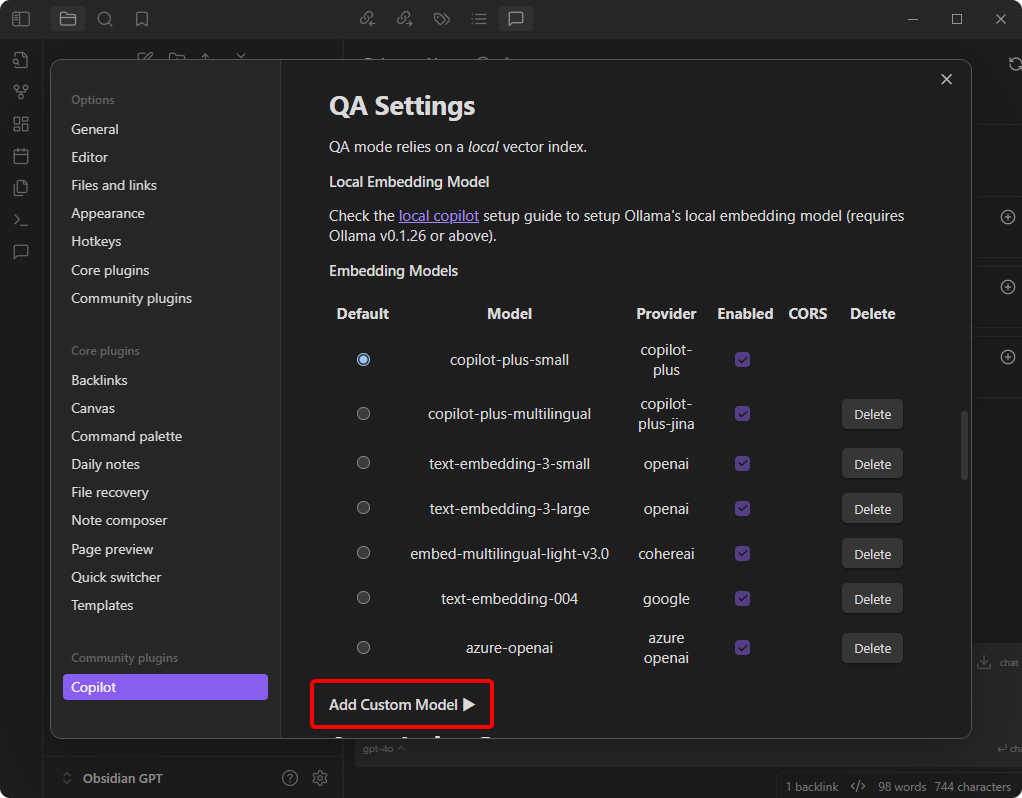 Options
General
Editor
Files and links
Appearance
Hotkeys
Core plugins
Community plugins
Core plugins
Backlinks
Canvas
Command palette
Daily notes
File recovery
Note composer
Page preview
Quick switcher
Templates
Community plugins
Copilot
QA Settings
QA mode relies on a local vector index.
Local Embedding Model
Check the local copilot setup guide to setup Ollama's local embedding model (requires
Ollama v0.1.26 or above).
Embedding Models
Default Model Provider Enabled CORS Delete
copilot-plus-small copilot-
plus
copilot-plus-multilingual copilot-
plus-jina Delete
text-embedding-3-small openai Delete
text-embedding-3-large openai Delete
embed-multilingual-light-v3.0 cohereai Delete
text-embedding-004 google Delete
azure-openai azure
openai Delete
Add Custom Model ▶
chat
gpt-4o
Obsidian GPT
1 backlink </> 98 words 744 characters